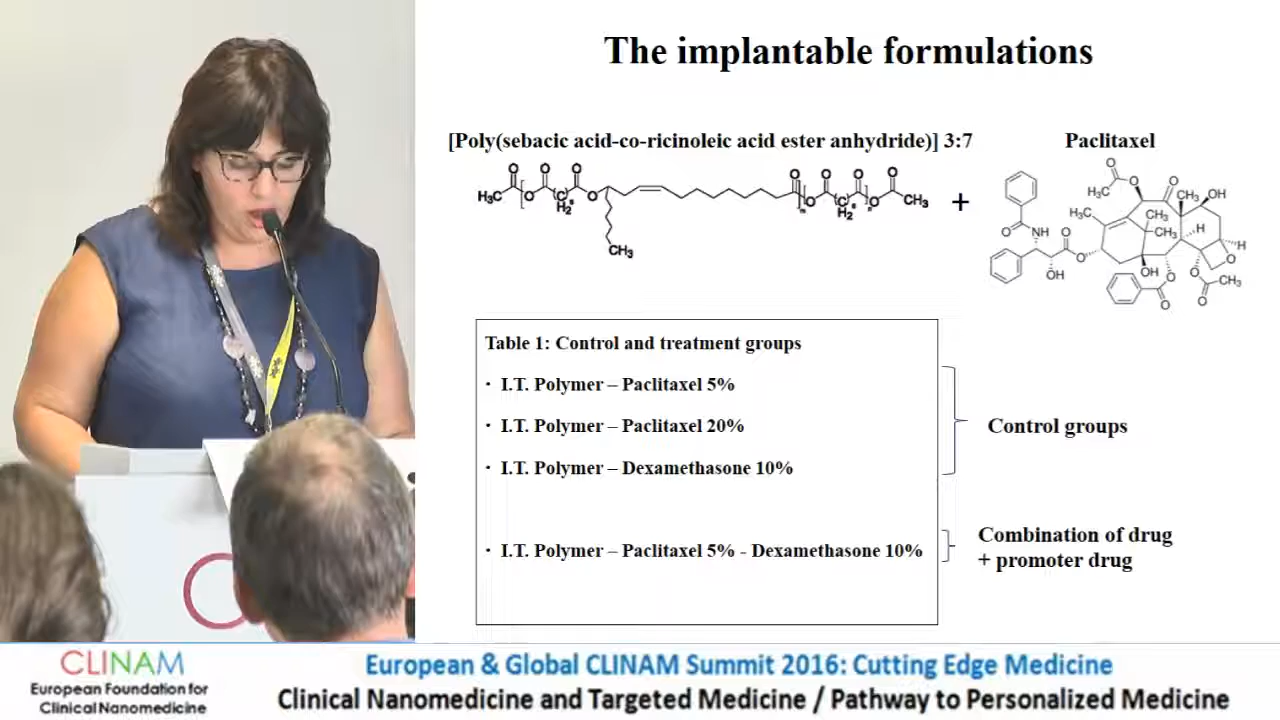 The implantable formulations
[Poly(sebacic acid-co-ricinoleic acid ester anhydride)] 3:7
Paclitaxel
+
Table 1: Control and treatment groups
· I.T. Polymer – Paclitaxel 5%
· I.T. Polymer – Paclitaxel 20%
· I.T. Polymer – Dexamethasone 10%
Control groups
· I.T. Polymer – Paclitaxel 5% - Dexamethasone 10%
Combination of drug
+ promoter drug
CLINAM
European Foundation for
Clinical Nanomedicine
European & Global CLINAM Summit 2016: Cutting Edge Medicine
Clinical Nanomedicine and Targeted Medicine / Pathway to Personalized Medicine